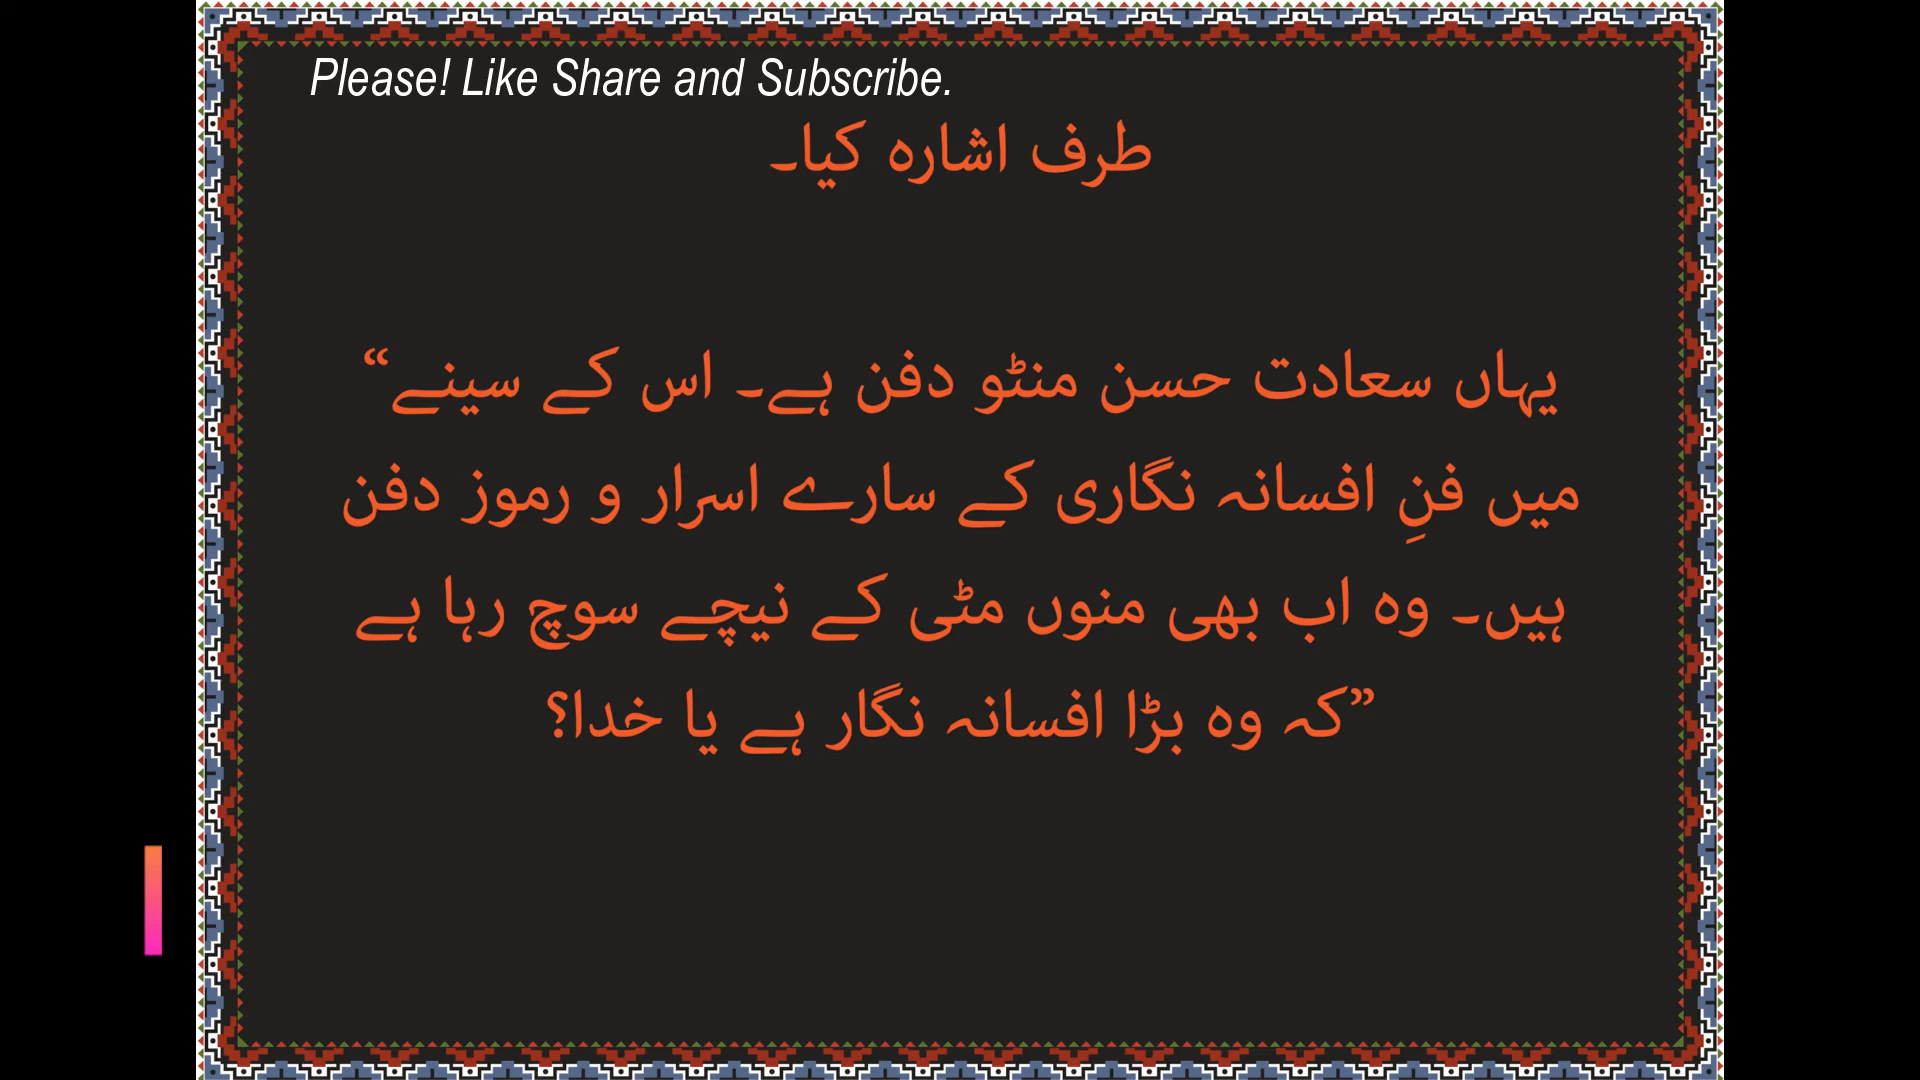 Please! Like Share and Subscribe.
طرف اشارہ کیا۔
یہاں سعادت حسن منٹو دفن ہے۔ اس کے سینے“
میں فنِ افسانہ نگاری کے سارے اسرار و رموز دفن
ہیں۔ وہ اب بھی منوں مٹی کے نیچے سوچ رہا ہے
”کہ وہ بڑا افسانہ نگار ہے یا خدا؟